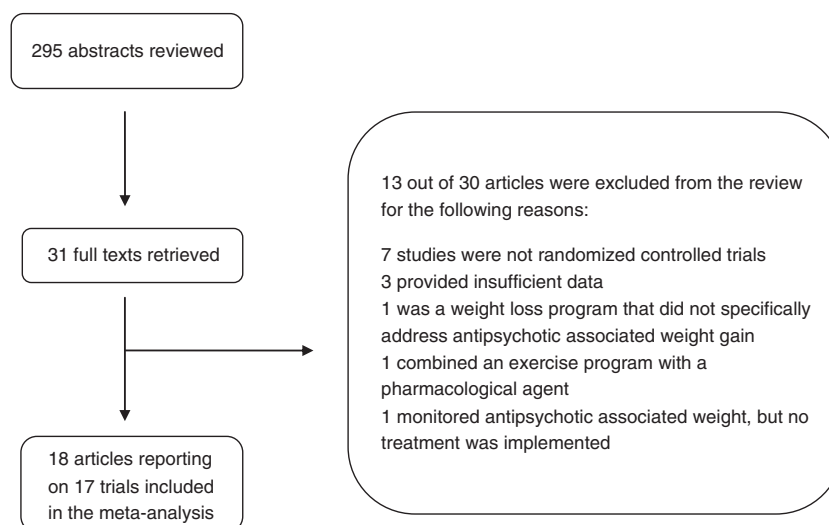 295 abstracts reviewed
31 full texts retrieved
13 out of 30 articles were excluded from the review
for the following reasons:
7 studies were not randomized controlled trials
3 provided insufficient data
1 was a weight loss program that did not specifically
address antipsychotic associated weight gain
1 combined an exercise program with a
pharmacological agent
1 monitored antipsychotic associated weight, but no
treatment was implemented
18 articles reporting
on 17 trials included
in the meta-analysis